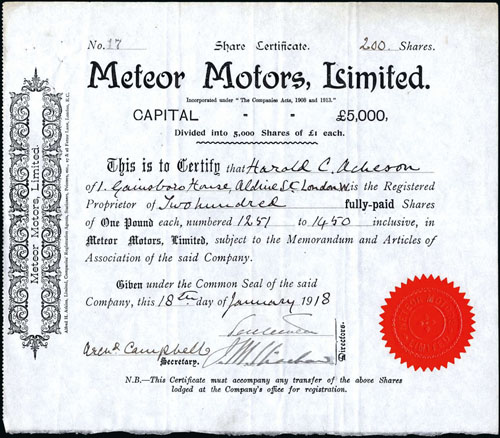 No. 17 Share Certificate. 200 Shares.
Meteor Motors, Limited.
Incorporated under "The Companies Acts, 1908 and 1913."
CAPITAL - - £5,000,
Divided into 5,000 Shares of £1 each.
This is to Certify that Harold C. Acheson
of 1. Gainsboro House, Aldine St. London W. is the Registered
Proprietor of Two hundred fully-paid Shares
of One Pound each, numbered 1251 to 1450 inclusive, in
Meteor Motors, Limited, subject to the Memorandum and Articles of
Association of the said Company.
Given under the Common Seal of the said
Company, this 18th day of January 1918
Directors.
Archd Campbell
Secretary.
N.B.—This Certificate must accompany any transfer of the above Shares
lodged at the Company's office for registration.
Meteor Motors, Limited.